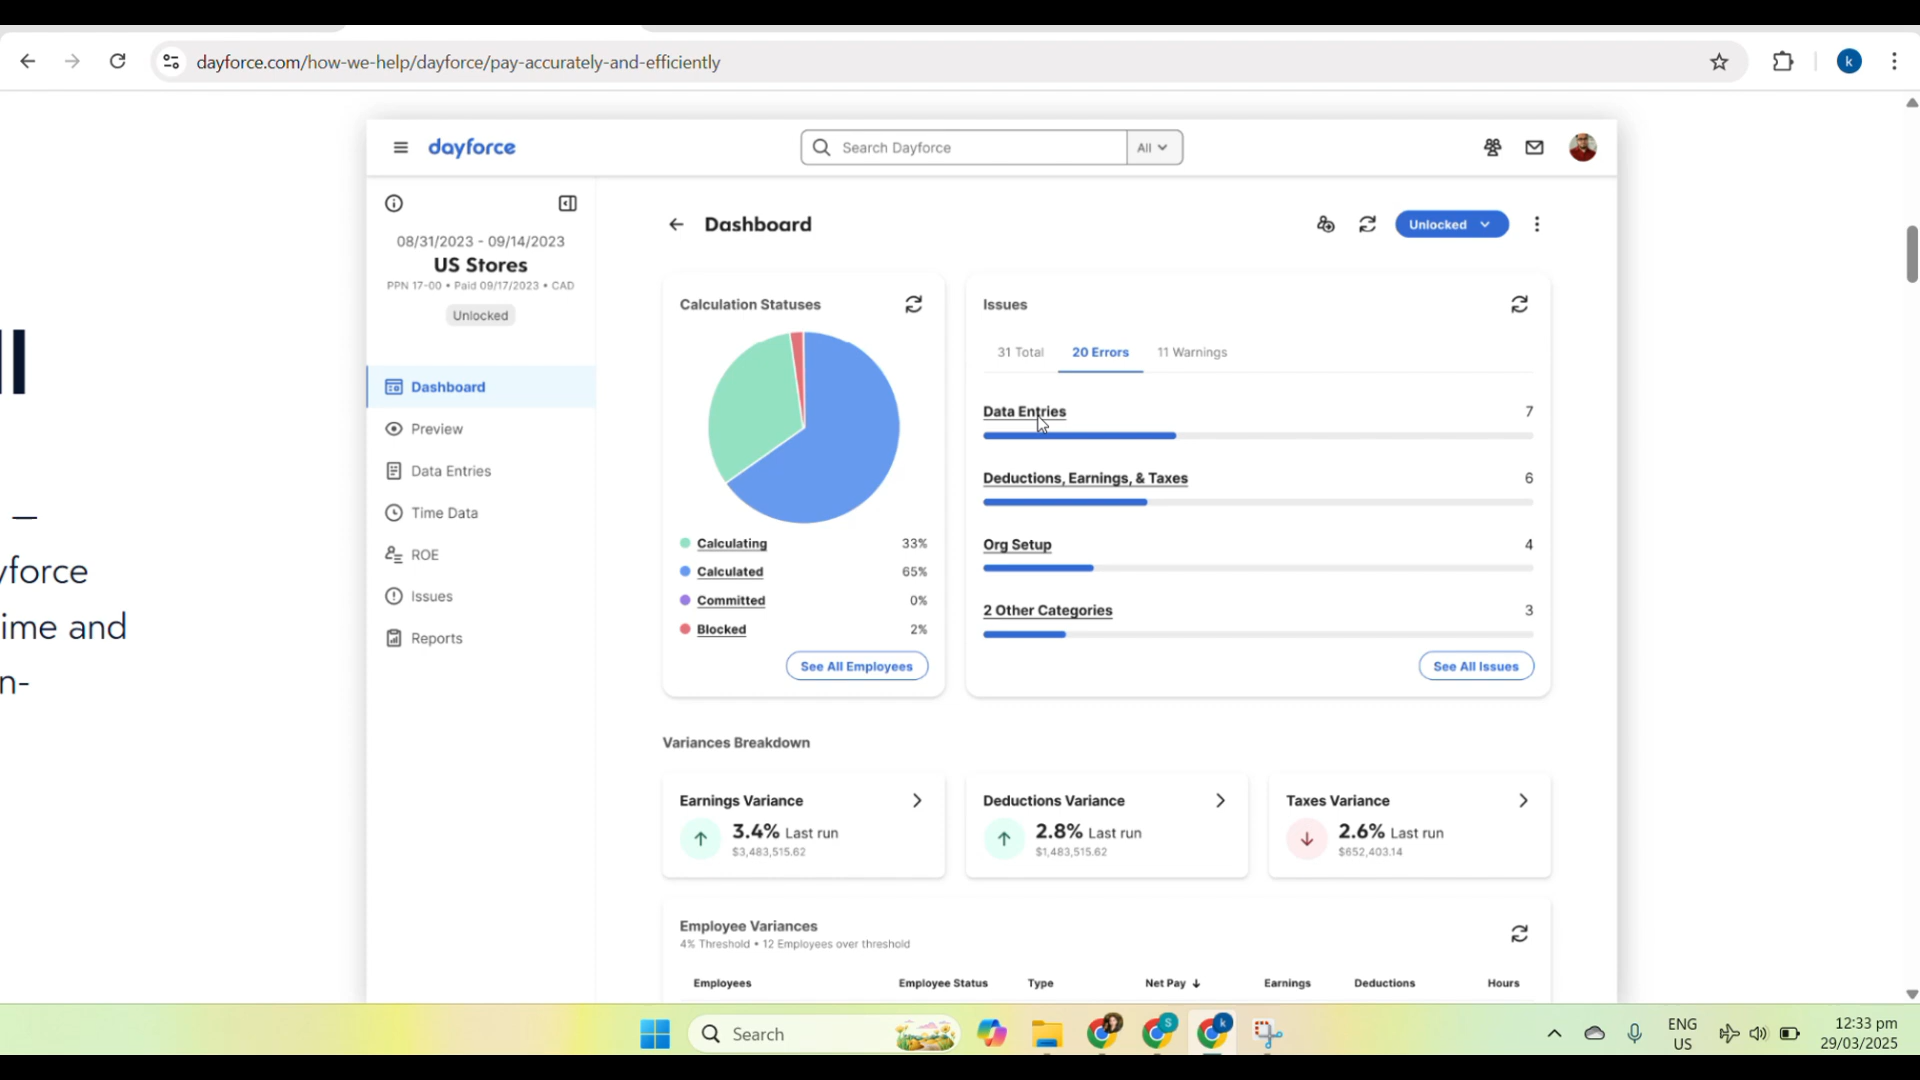 dayforce.com/how-we-help/dayforce/pay-accurately-and-efficiently
k
dayforce
Search Dayforce
All
08/31/2023 - 09/14/2023
US Stores
PPN 17-00 • Paid 09/17/2023 • CAD
Unlocked
Dashboard
Preview
Data Entries
Time Data
ROE
Issues
Reports
Dashboard
Unlocked
Calculation Statuses
Calculating 33%
Calculated 65%
Committed 0%
Blocked 2%
See All Employees
Issues
31 Total 20 Errors 11 Warnings
Data Entries 7
Deductions, Earnings, & Taxes 6
Org Setup 4
2 Other Categories 3
See All Issues
Variances Breakdown
Earnings Variance
3.4% Last run
$3,483,515.62
Deductions Variance
2.8% Last run
$1,483,515.62
Taxes Variance
2.6% Last run
$652,403.14
Employee Variances
4% Threshold • 12 Employees over threshold
Employees Employee Status Type Net Pay Earnings Deductions Hours
–
yforce
ime and
n-
Search
S
k
ENG
US
12:33 pm
29/03/2025